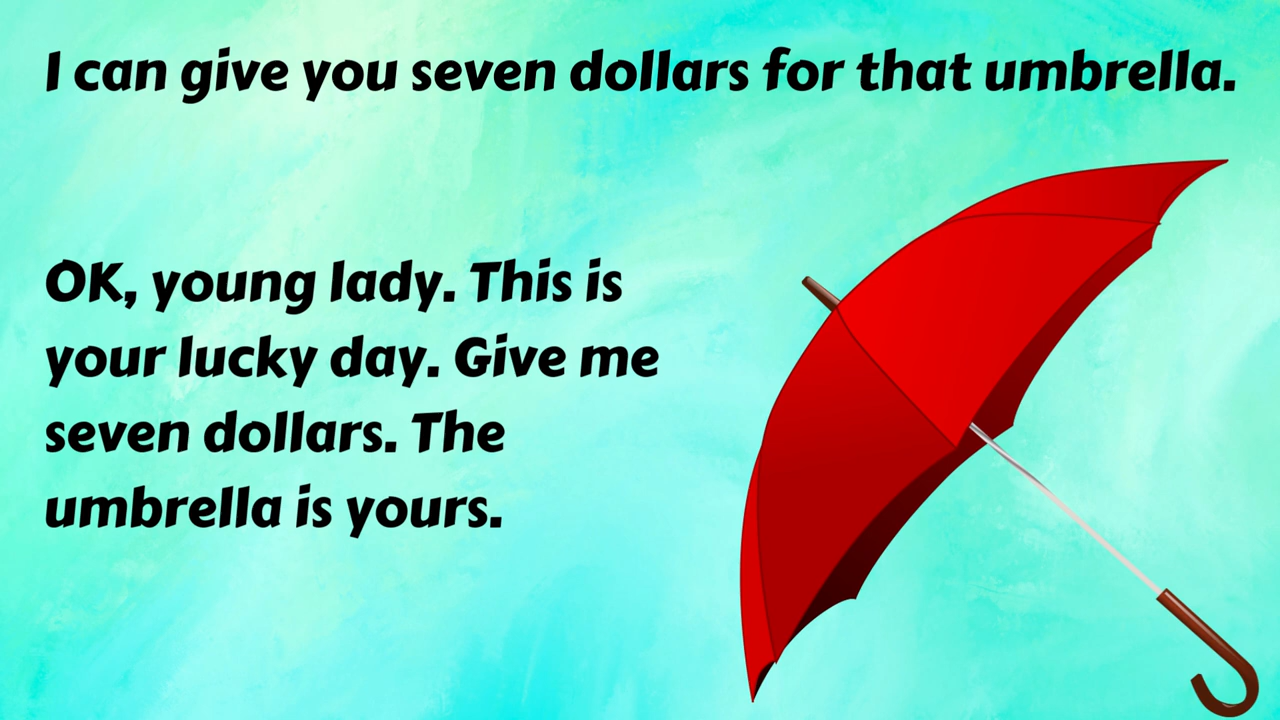 I can give you seven dollars for that umbrella.
OK, young lady. This is
your lucky day. Give me
seven dollars. The
umbrella is yours.